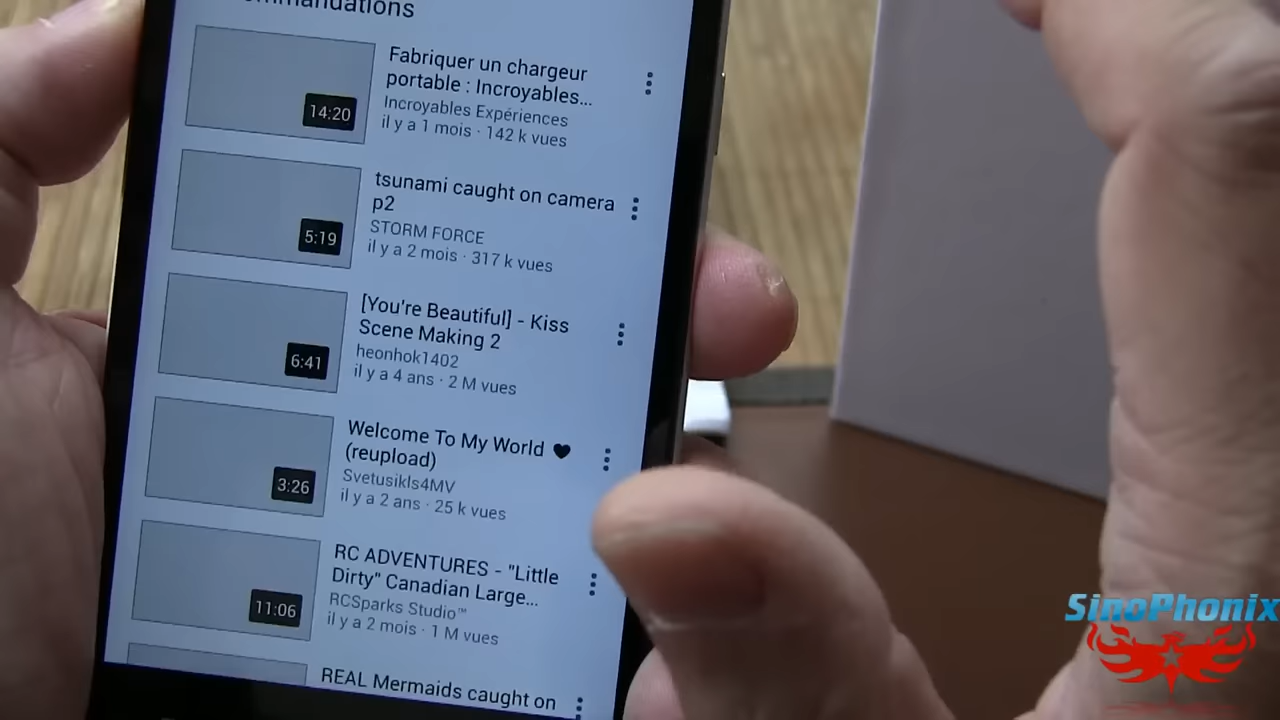 14:20
Fabriquer un chargeur
portable : Incroyables...
Incroyables Expériences
il y a 1 mois · 142 k vues
5:19
tsunami caught on camera
p2
STORM FORCE
il y a 2 mois · 317 k vues
6:41
[You're Beautiful] - Kiss
Scene Making 2
heonhok1402
il y a 4 ans · 2 M vues
3:26
Welcome To My World ♥
(reupload)
Svetusikls4MV
il y a 2 ans · 25 k vues
11:06
RC ADVENTURES - "Little
Dirty" Canadian Large...
RCSparks Studio™
il y a 2 mois · 1 M vues
REAL Mermaids caught on
SinoPhonix